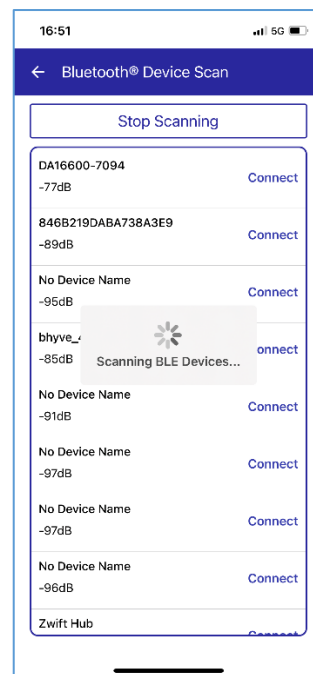 16:51
5G
← Bluetooth® Device Scan
Stop Scanning
DA16600-7094
-77dB
Connect
846B219DABA738A3E9
-89dB
Connect
No Device Name
-95dB
Connect
bhyve_
-85dB
onnect
Scanning BLE Devices...
No Device Name
-91dB
Connect
No Device Name
-97dB
Connect
No Device Name
-97dB
Connect
No Device Name
-96dB
Connect
Zwift Hub
Connect